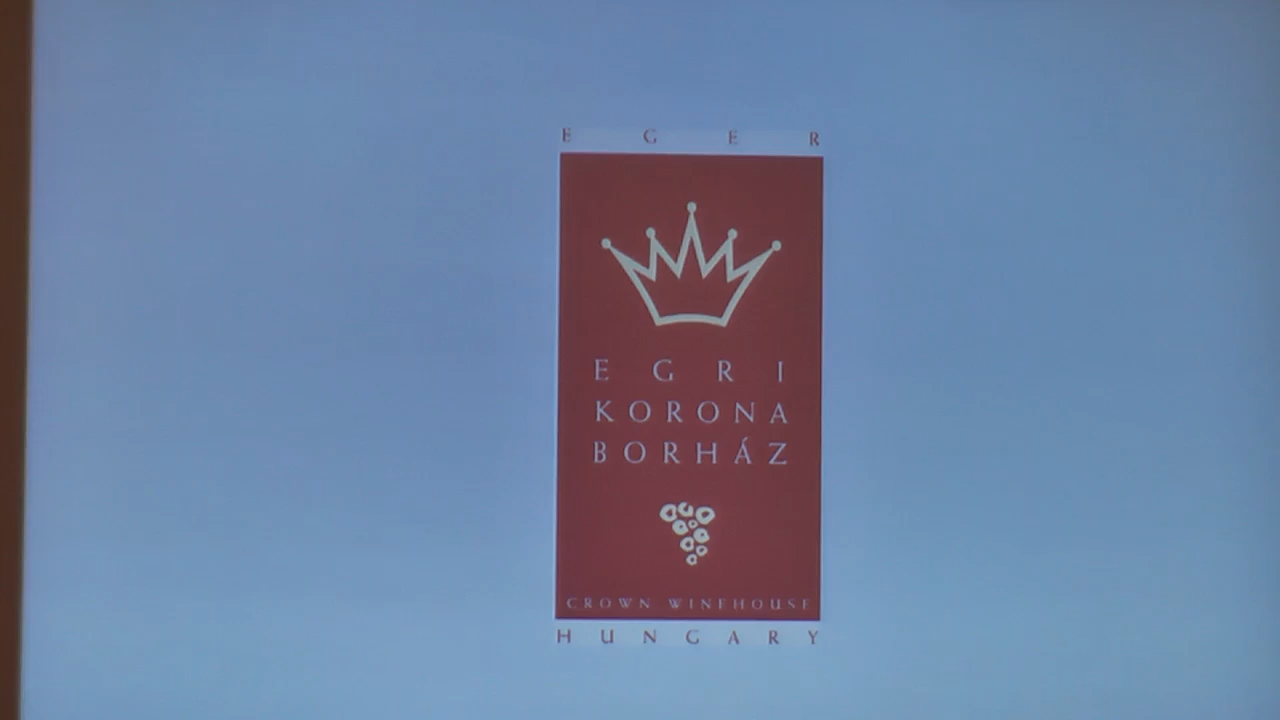 EGER
EGRI
KORONA
BORHÁZ
CROWN WINEHOUSE
HUNGARY